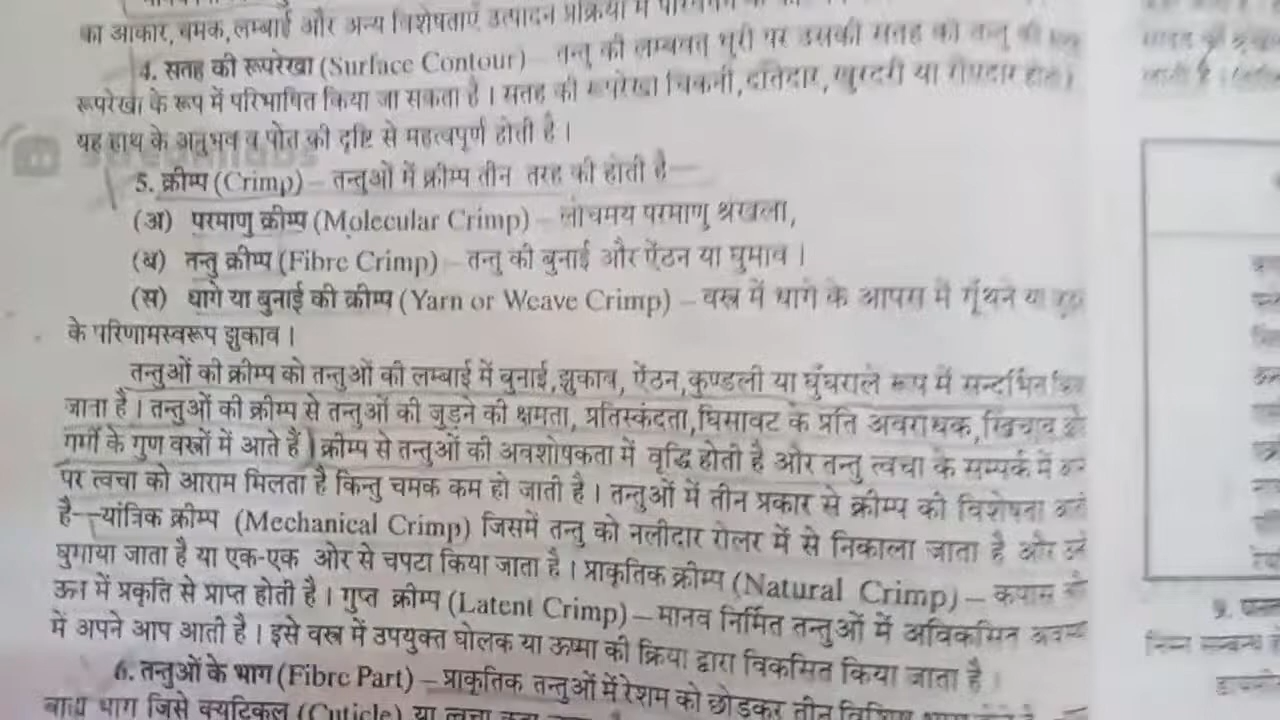 का आकार, चमक, लम्बाई और अन्य विशेषताएँ उत्पादन प्रक्रिया में
4. सतह की रूपरेखा (Surface Contour) – तन्तु की लम्बवत् धुरी पर उसकी सतह को
रूपरेखा के रूप में परिभाषित किया जा सकता है । सतह की रूपरेखा चिकनी, दाँतेदार, खुरदरी या रोएँदार
यह हाथ के अनुभव व पोत की दृष्टि से महत्वपूर्ण होती है ।
5. क्रीम्प (Crimp) – तन्तुओं में क्रीम्प तीन तरह की होती है—
(अ) परमाणु क्रीम्प (Molecular Crimp) – लोचमय परमाणु श्रंखला,
(ब) तन्तु क्रीम्प (Fibre Crimp) – तन्तु की बुनाई और ऐंठन या घुमाव ।
(स) धागे या बुनाई की क्रीम्प (Yarn or Weave Crimp) – वस्त्र में धागे के आपस में गूँथने या
के परिणामस्वरूप झुकाव ।
तन्तुओं की क्रीम्प को तन्तुओं की लम्बाई में बुनाई, झुकाव, ऐंठन, कुण्डली या घुँघराले रूप में सन्दर्भित किया
जाता है । तन्तुओं की क्रीम्प से तन्तुओं की जुड़ने की क्षमता, प्रतिस्कंदता, घिसावट के प्रति अवरोधक, खिंचाव
गर्मी के गुण वस्त्रों में आते हैं । क्रीम्प से तन्तुओं की अवशोषकता में वृद्धि होती है और तन्तु त्वचा के सम्पर्क में
पर त्वचा को आराम मिलता है किन्तु चमक कम हो जाती है । तन्तुओं में तीन प्रकार से क्रीम्प की विशेषता
है—यांत्रिक क्रीम्प (Mechanical Crimp) जिसमें तन्तु को नलीदार रोलर में से निकाला जाता है और उसे
घुमाया जाता है या एक-एक ओर से चपटा किया जाता है । प्राकृतिक क्रीम्प (Natural Crimp) – कपास
ऊन में प्रकृति से प्राप्त होती है । गुप्त क्रीम्प (Latent Crimp) – मानव निर्मित तन्तुओं में अविकसित
में अपने आप आती है । इसे वस्त्र में उपयुक्त घोलक या ऊष्मा की क्रिया द्वारा विकसित किया जाता है ।
6. तन्तुओं के भाग (Fibre Part) – प्राकृतिक तन्तुओं में रेशम को छोड़कर तीन
बाह्य भाग जिसे क्यूटिकल (Cuticle) या त्वचा